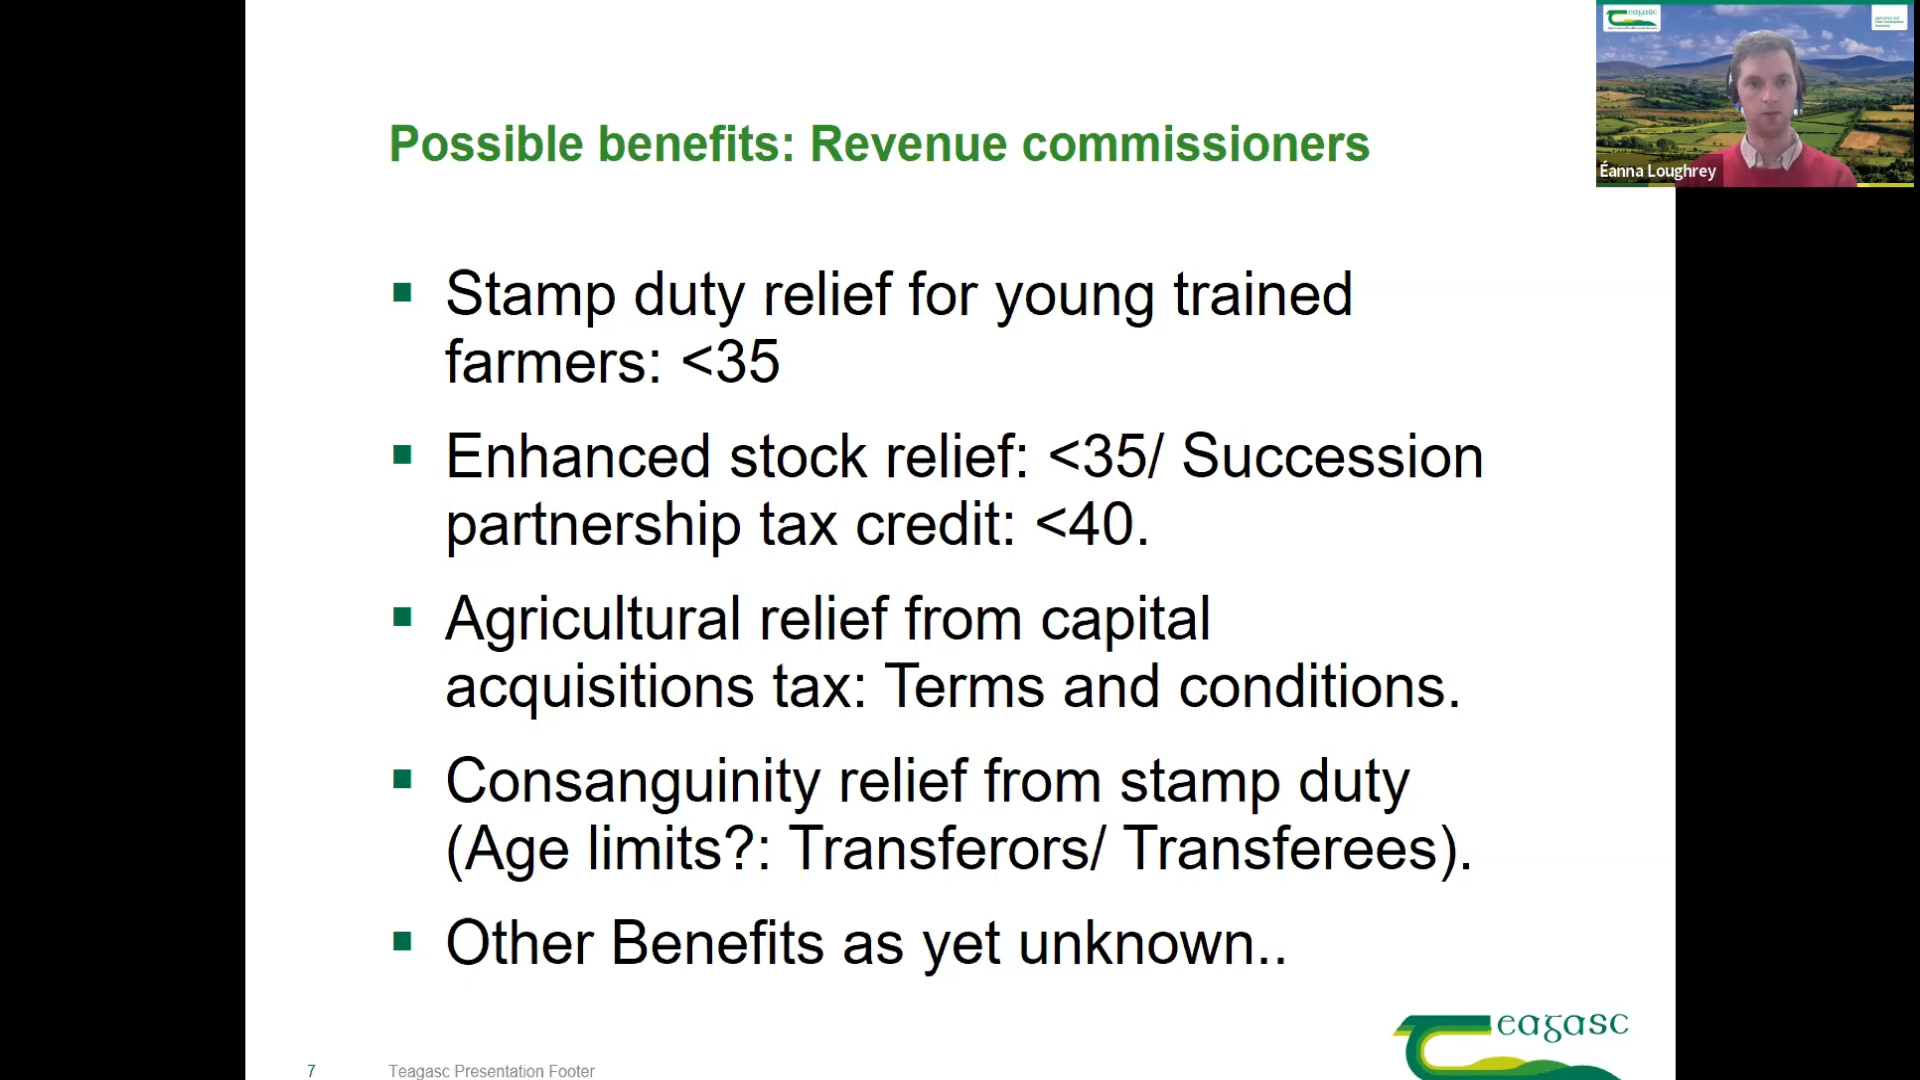 eagasc
Éanna Loughrey
Possible benefits: Revenue commissioners
Stamp duty relief for young trained
farmers: <35
Enhanced stock relief: <35/ Succession
partnership tax credit: <40.
Agricultural relief from capital
acquisitions tax: Terms and conditions.
Consanguinity relief from stamp duty
(Age limits?: Transferors/ Transferees).
Other Benefits as yet unknown..
eagasc
7
Teagasc Presentation Footer